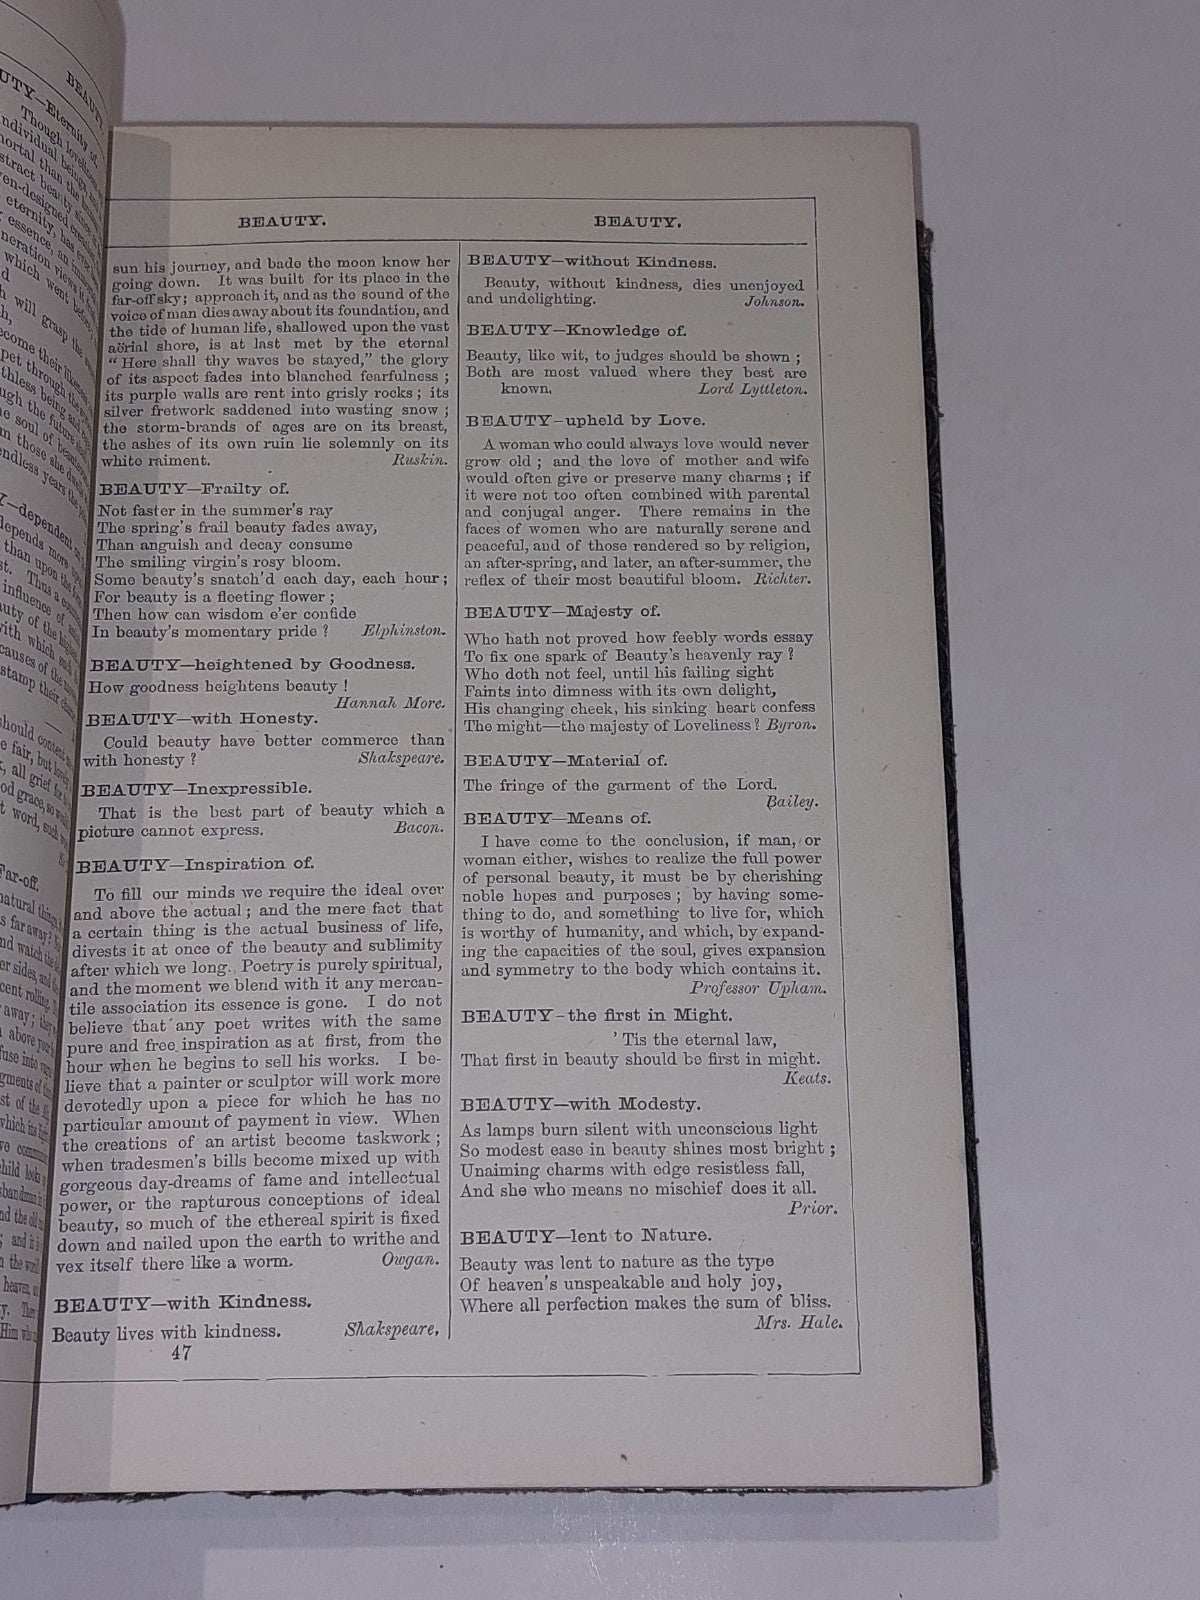 BEAUTY.
UTY—Eternity of.
Though loveliness
BEAUTY.
BEAUTY.
sun his journey, and bade the moon know her
going down. It was built for its place in the
far-off sky; approach it, and as the sound of the
voice of man dies away about its foundation, and
the tide of human life, shallowed upon the vast
aërial shore, is at last met by the eternal
“Here shall thy waves be stayed,” the glory
of its aspect fades into blanched fearfulness;
its purple walls are rent into grisly rocks; its
silver fretwork saddened into wasting snow;
the storm-brands of ages are on its breast,
the ashes of its own ruin lie solemnly on its
white raiment. Ruskin.
BEAUTY—Frailty of.
Not faster in the summer's ray
The spring's frail beauty fades away,
Than anguish and decay consume
The smiling virgin's rosy bloom.
Some beauty's snatch'd each day, each hour;
For beauty is a fleeting flower;
Then how can wisdom e'er confide
In beauty's momentary pride? Elphinston.
BEAUTY—heightened by Goodness.
How goodness heightens beauty!
Hannah More.
BEAUTY—with Honesty.
Could beauty have better commerce than
with honesty? Shakspeare.
BEAUTY—Inexpressible.
That is the best part of beauty which a
picture cannot express. Bacon.
BEAUTY—Inspiration of.
To fill our minds we require the ideal over
and above the actual; and the mere fact that
a certain thing is the actual business of life,
divests it at once of the beauty and sublimity
after which we long. Poetry is purely spiritual,
and the moment we blend with it any mercan-
tile association its essence is gone. I do not
believe that any poet writes with the same
pure and free inspiration as at first, from the
hour when he begins to sell his works. I be-
lieve that a painter or sculptor will work more
devotedly upon a piece for which he has no
particular amount of payment in view. When
the creations of an artist become taskwork;
when tradesmen's bills become mixed up with
gorgeous day-dreams of fame and intellectual
power, or the rapturous conceptions of ideal
beauty, so much of the ethereal spirit is fixed
down and nailed upon the earth to writhe and
vex itself there like a worm. Owgan.
BEAUTY—with Kindness.
Beauty lives with kindness. Shakspeare.
47
BEAUTY—without Kindness.
Beauty, without kindness, dies unenjoyed
and undelighting. Johnson.
BEAUTY—Knowledge of.
Beauty, like wit, to judges should be shown;
Both are most valued where they best are
known. Lord Lyttleton.
BEAUTY—upheld by Love.
A woman who could always love would never
grow old; and the love of mother and wife
would often give or preserve many charms; if
it were not too often combined with parental
and conjugal anger. There remains in the
faces of women who are naturally serene and
peaceful, and of those rendered so by religion,
an after-spring, and later, an after-summer, the
reflex of their most beautiful bloom. Richter.
BEAUTY—Majesty of.
Who hath not proved how feebly words essay
To fix one spark of Beauty's heavenly ray?
Who doth not feel, until his failing sight
Faints into dimness with its own delight,
His changing cheek, his sinking heart confess
The might—the majesty of Loveliness? Byron.
BEAUTY—Material of.
The fringe of the garment of the Lord.
Bailey.
BEAUTY—Means of.
I have come to the conclusion, if man, or
woman either, wishes to realize the full power
of personal beauty, it must be by cherishing
noble hopes and purposes; by having some-
thing to do, and something to live for, which
is worthy of humanity, and which, by expand-
ing the capacities of the soul, gives expansion
and symmetry to the body which contains it.
Professor Upham.
BEAUTY—the first in Might.
'Tis the eternal law,
That first in beauty should be first in might.
Keats.
BEAUTY—with Modesty.
As lamps burn silent with unconscious light
So modest ease in beauty shines most bright;
Unaiming charms with edge resistless fall,
And she who means no mischief does it all.
Prior.
BEAUTY—lent to Nature.
Beauty was lent to nature as the type
Of heaven's unspeakable and holy joy,
Where all perfection makes the sum of bliss.
Mrs. Hale.